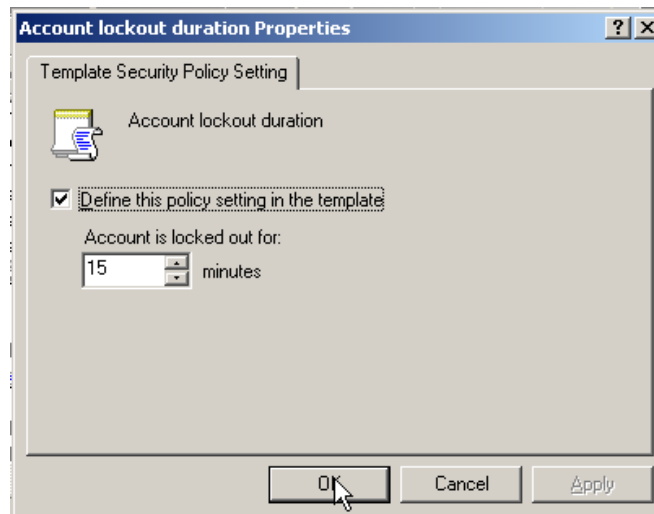 Account lockout duration Properties
Template Security Policy Setting
Account lockout duration
Define this policy setting in the template
Account is locked out for:
15 minutes
OK Cancel Apply